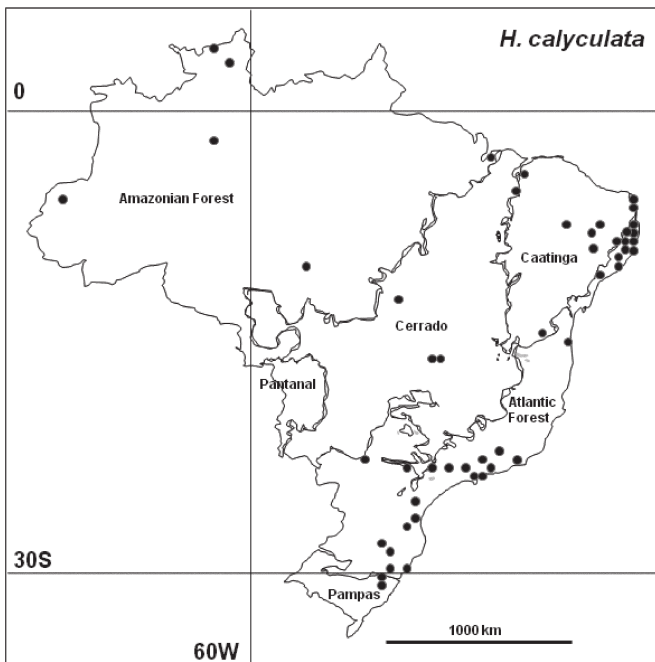 H. calyculata
0
Amazonian Forest
Caatinga
Cerrado
Pantanal
Atlantic
Forest
30S
Pampas
1000 km
60W